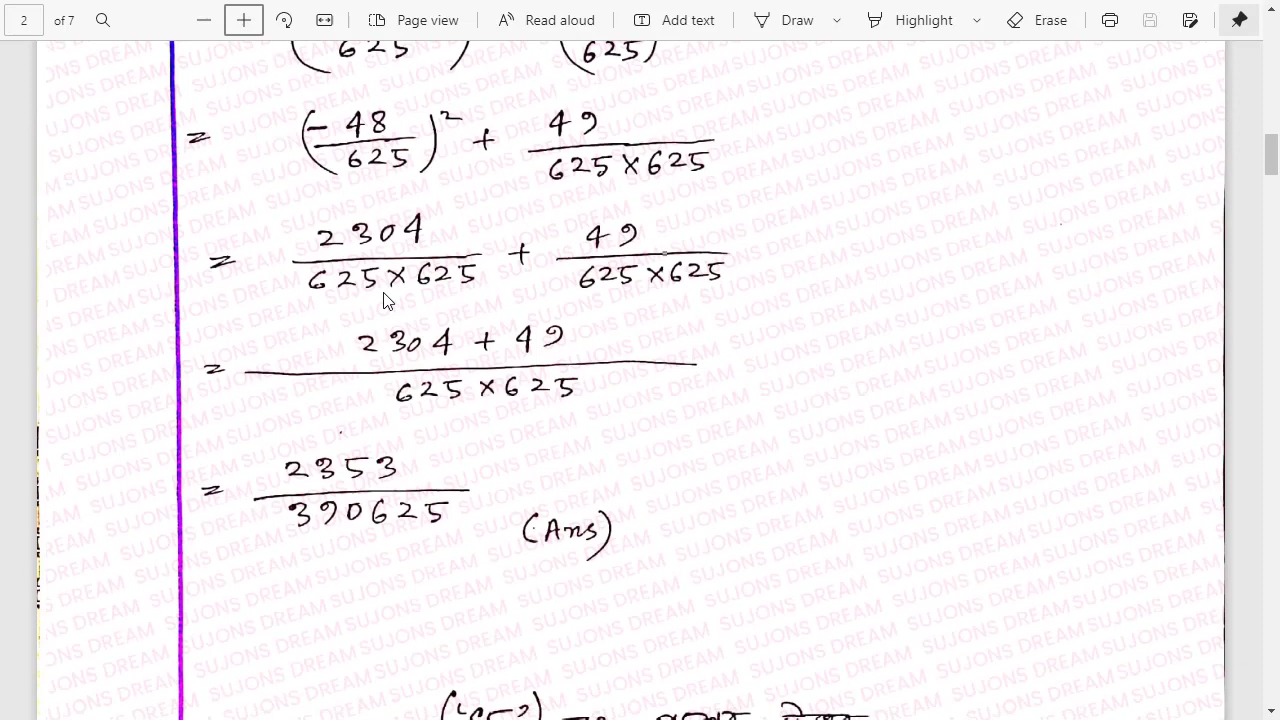 2 of 7 Page view Read aloud Add text Draw Highlight Erase
(625) (625)
= (-48/625)² + 49/625×625
= 2304/625×625 + 49/625×625
= 2304+49/625×625
= 2353/390625 (Ans)
SUJONS DREAM